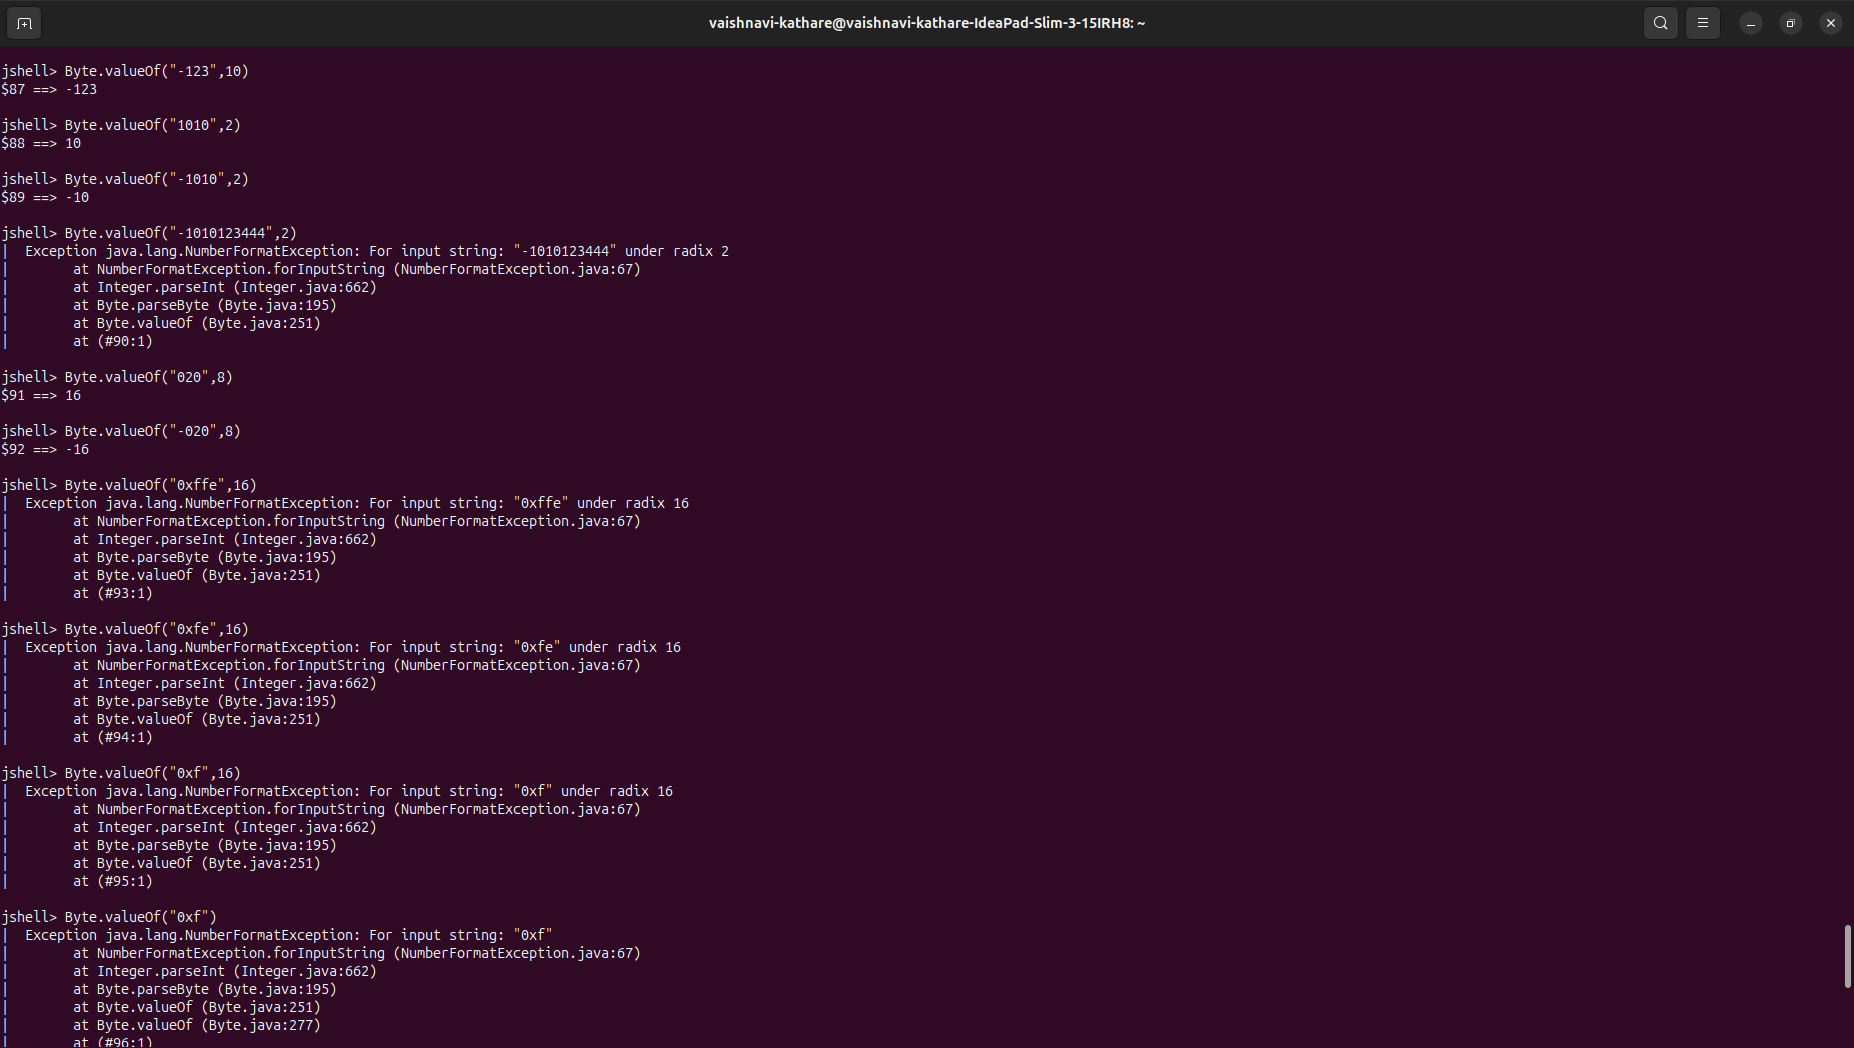 vaishnavi-kathare@vaishnavi-kathare-IdeaPad-Slim-3-15IRH8: ~
jshell> Byte.valueOf("-123",10)
$87 ==> -123
jshell> Byte.valueOf("1010",2)
$88 ==> 10
jshell> Byte.valueOf("-1010",2)
$89 ==> -10
jshell> Byte.valueOf("-1010123444",2)
|  Exception java.lang.NumberFormatException: For input string: "-1010123444" under radix 2
|        at NumberFormatException.forInputString (NumberFormatException.java:67)
|        at Integer.parseInt (Integer.java:662)
|        at Byte.parseByte (Byte.java:195)
|        at Byte.valueOf (Byte.java:251)
|        at (#90:1)
jshell> Byte.valueOf("020",8)
$91 ==> 16
jshell> Byte.valueOf("-020",8)
$92 ==> -16
jshell> Byte.valueOf("0xffe",16)
|  Exception java.lang.NumberFormatException: For input string: "0xffe" under radix 16
|        at NumberFormatException.forInputString (NumberFormatException.java:67)
|        at Integer.parseInt (Integer.java:662)
|        at Byte.parseByte (Byte.java:195)
|        at Byte.valueOf (Byte.java:251)
|        at (#93:1)
jshell> Byte.valueOf("0xfe",16)
|  Exception java.lang.NumberFormatException: For input string: "0xfe" under radix 16
|        at NumberFormatException.forInputString (NumberFormatException.java:67)
|        at Integer.parseInt (Integer.java:662)
|        at Byte.parseByte (Byte.java:195)
|        at Byte.valueOf (Byte.java:251)
|        at (#94:1)
jshell> Byte.valueOf("0xf",16)
|  Exception java.lang.NumberFormatException: For input string: "0xf" under radix 16
|        at NumberFormatException.forInputString (NumberFormatException.java:67)
|        at Integer.parseInt (Integer.java:662)
|        at Byte.parseByte (Byte.java:195)
|        at Byte.valueOf (Byte.java:251)
|        at (#95:1)
jshell> Byte.valueOf("0xf")
|  Exception java.lang.NumberFormatException: For input string: "0xf"
|        at NumberFormatException.forInputString (NumberFormatException.java:67)
|        at Integer.parseInt (Integer.java:662)
|        at Byte.parseByte (Byte.java:195)
|        at Byte.valueOf (Byte.java:251)
|        at Byte.valueOf (Byte.java:277)
|        at (#96:1)